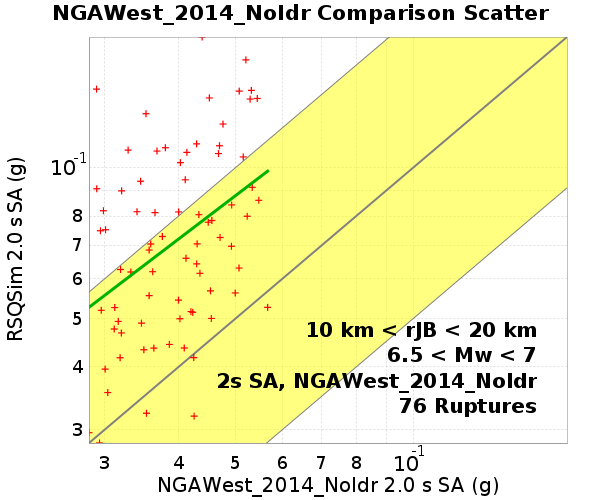 NGAWest_2014_NoIdr Comparison Scatter
RSQSim 2.0 s SA (g)
10-1
8
7
6
5
4
3
10 km < rJB < 20 km
6.5 < Mw < 7
2s SA, NGAWest_2014_NoIdr
76 Ruptures
3 4 5 6 7 8 10-1
NGAWest_2014_NoIdr 2.0 s SA (g)